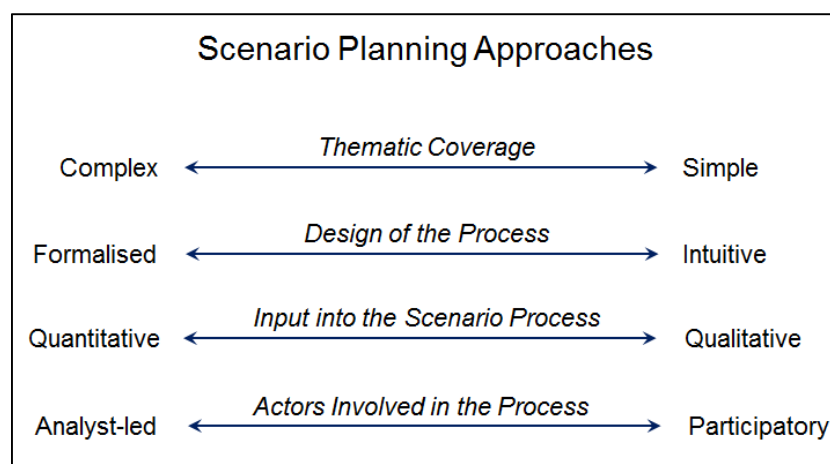 Scenario Planning Approaches
Complex Thematic Coverage Simple
Formalised Design of the Process Intuitive
Quantitative Input into the Scenario Process Qualitative
Analyst-led Actors Involved in the Process Participatory